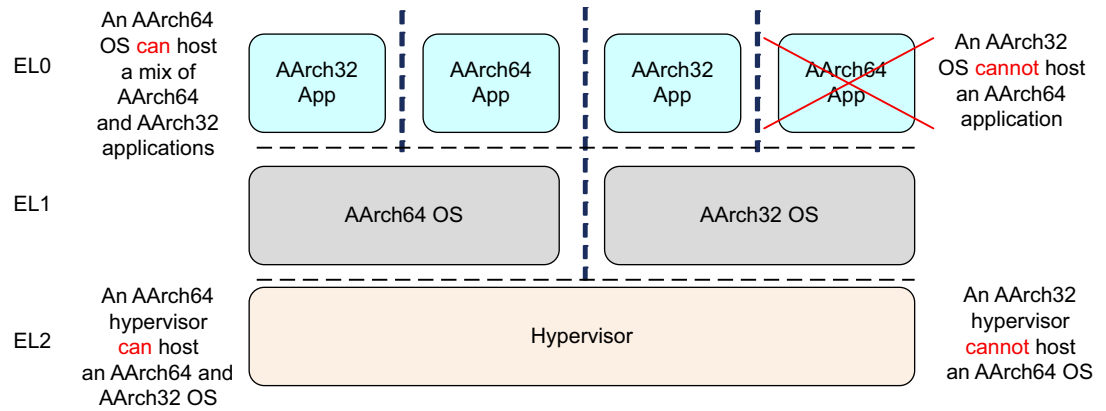 An AArch64
OS can host
a mix of
AArch64
and AArch32
applications
EL0
AArch32
App
AArch64
App
AArch32
App
AArch64
App
An AArch32
OS cannot host
an AArch64
application
EL1
AArch64 OS
AArch32 OS
An AArch64
hypervisor
can host
an AArch64 and
AArch32 OS
EL2
Hypervisor
An AArch32
hypervisor
cannot host
an AArch64 OS